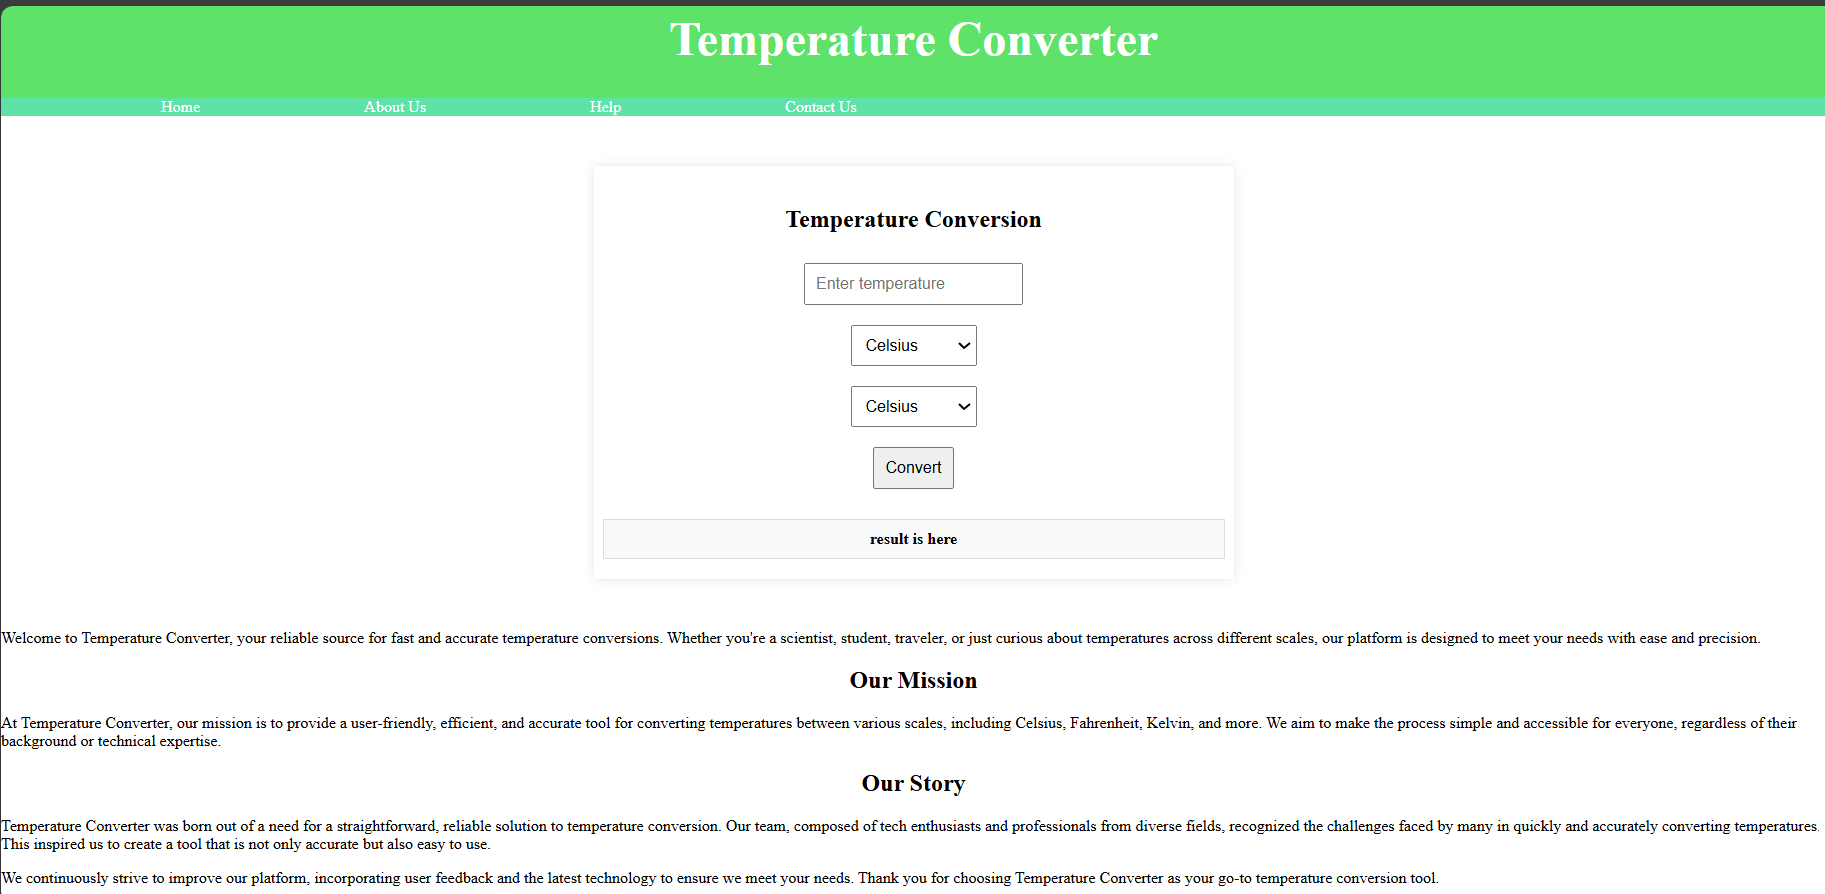 Temperature Converter
Home About Us Help Contact Us
Temperature Conversion
Enter temperature
Celsius
Celsius
Convert
result is here
Welcome to Temperature Converter, your reliable source for fast and accurate temperature conversions. Whether you're a scientist, student, traveler, or just curious about temperatures across different scales, our platform is designed to meet your needs with ease and precision.
Our Mission
At Temperature Converter, our mission is to provide a user-friendly, efficient, and accurate tool for converting temperatures between various scales, including Celsius, Fahrenheit, Kelvin, and more. We aim to make the process simple and accessible for everyone, regardless of their
background or technical expertise.
Our Story
Temperature Converter was born out of a need for a straightforward, reliable solution to temperature conversion. Our team, composed of tech enthusiasts and professionals from diverse fields, recognized the challenges faced by many in quickly and accurately converting temperatures.
This inspired us to create a tool that is not only accurate but also easy to use.
We continuously strive to improve our platform, incorporating user feedback and the latest technology to ensure we meet your needs. Thank you for choosing Temperature Converter as your go-to temperature conversion tool.